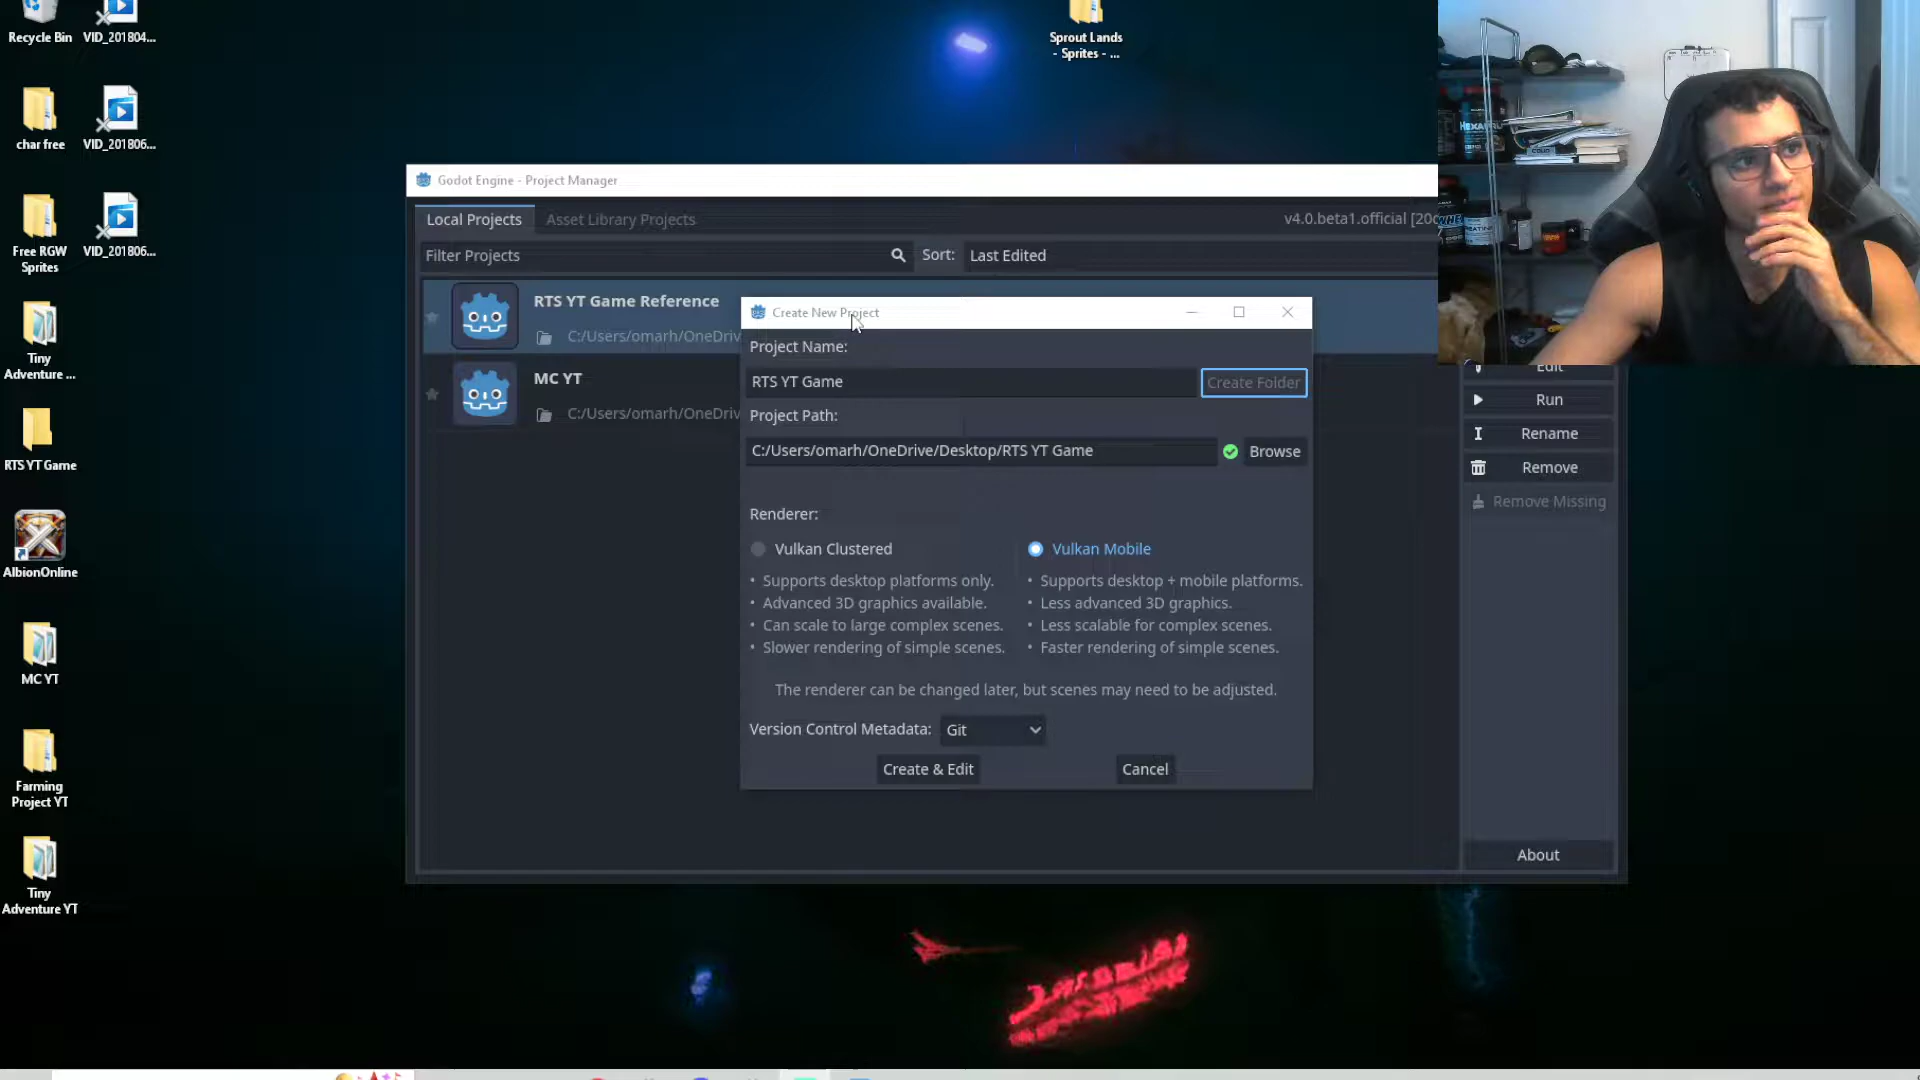 Recycle Bin
VID_201804...
char free
VID_201806...
Free RGW
Sprites
VID_201806...
Tiny
Adventure ...
RTS YT Game
AlbionOnline
MC YT
Farming
Project YT
Tiny
Adventure YT
Sprout Lands
- Sprites - ...
Godot Engine - Project Manager
Local Projects
Asset Library Projects
v4.0.beta1.official [20
Filter Projects
Sort:
Last Edited
RTS YT Game Reference
C:/Users/omarh/OneDriv
MC YT
C:/Users/omarh/OneDriv
Create New Project
Project Name:
RTS YT Game
Create Folder
Project Path:
C:/Users/omarh/OneDrive/Desktop/RTS YT Game
Browse
Renderer:
Vulkan Clustered
• Supports desktop platforms only.
• Advanced 3D graphics available.
• Can scale to large complex scenes.
• Slower rendering of simple scenes.
Vulkan Mobile
• Supports desktop + mobile platforms.
• Less advanced 3D graphics.
• Less scalable for complex scenes.
• Faster rendering of simple scenes.
The renderer can be changed later, but scenes may need to be adjusted.
Version Control Metadata:
Git
Create & Edit
Cancel
Edit
Run
Rename
Remove
Remove Missing
About